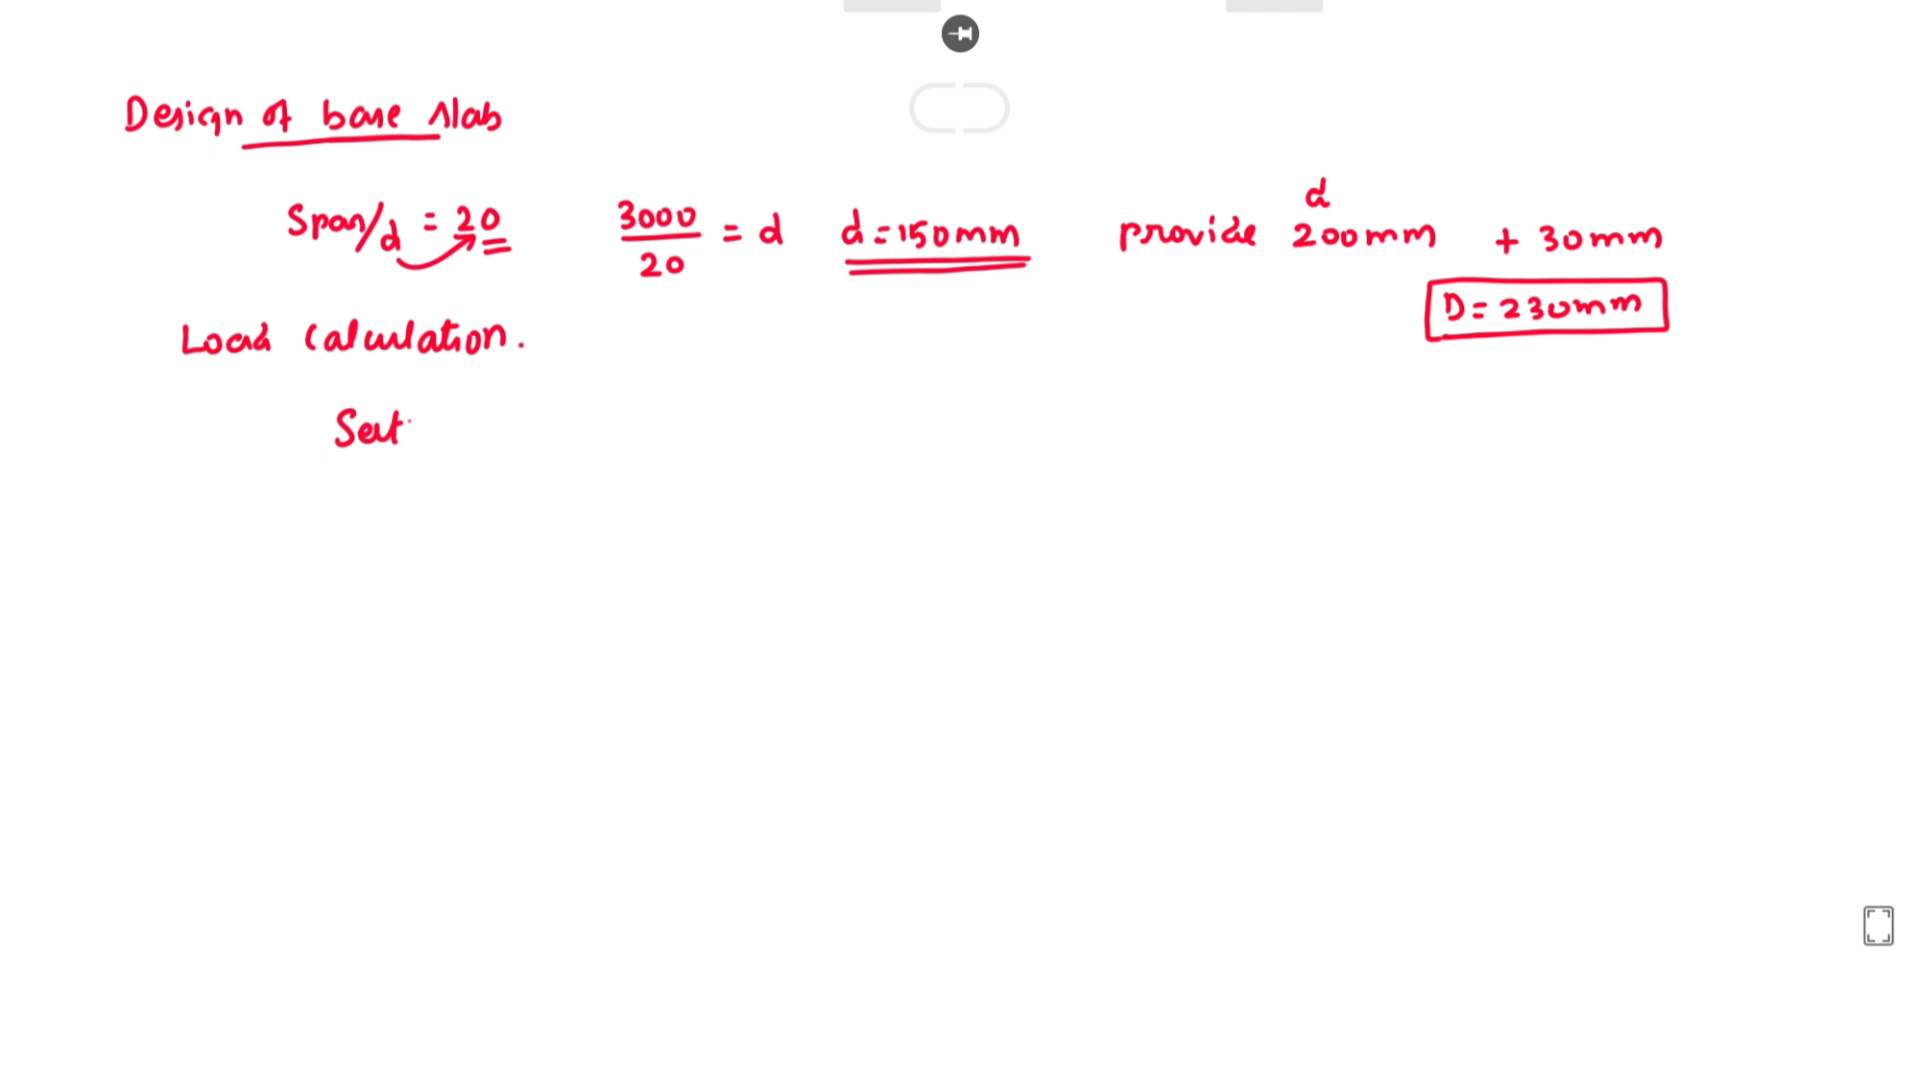 Design of base slab
Span/d = 20 3000/20 = d d=150mm provide d 200mm + 30mm
D= 230mm
Load calculation.
Self